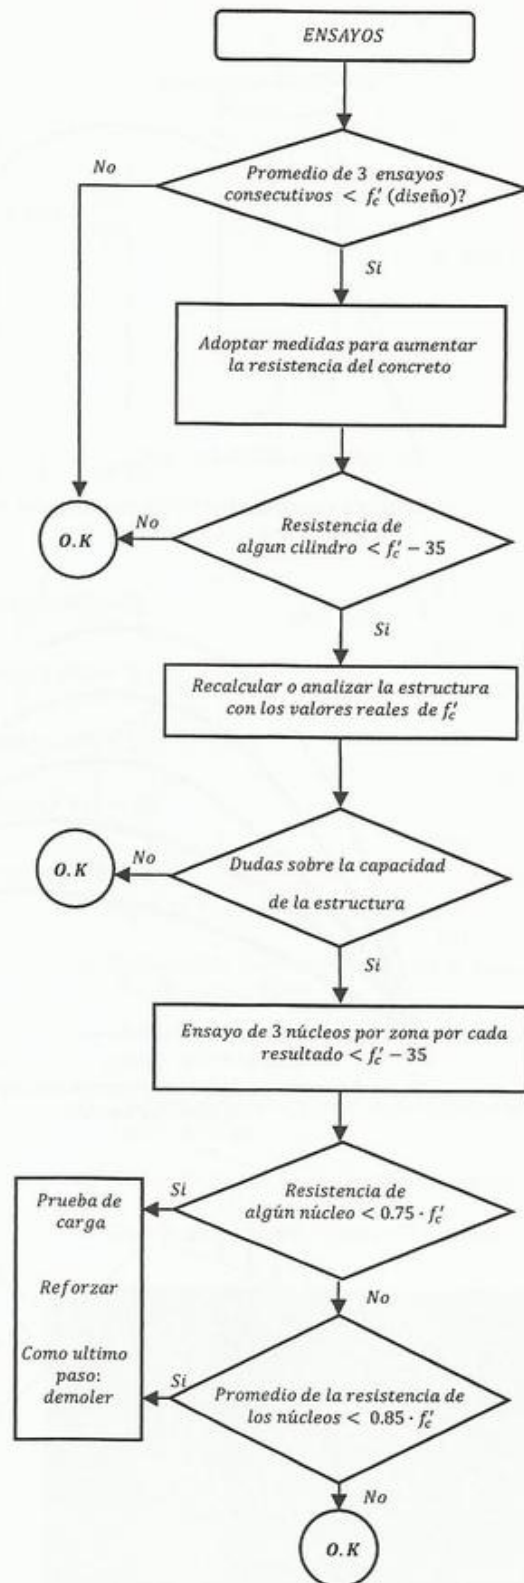 ENSAYOS
No
Promedio de 3 ensayos
consecutivos < f'c (diseño)?
Si
Adoptar medidas para aumentar
la resistencia del concreto
O.K
No
Resistencia de
algun cilindro < f'c − 35
Si
Recalcular o analizar la estructura
con los valores reales de f'c
O.K
No
Dudas sobre la capacidad
de la estructura
Si
Ensayo de 3 núcleos por zona por cada
resultado < f'c − 35
Prueba de
carga
Reforzar
Como ultimo
paso:
demoler
Si
Resistencia de
algún núcleo < 0.75 · f'c
No
Si
Promedio de la resistencia de
los núcleos < 0.85 · f'c
No
O.K